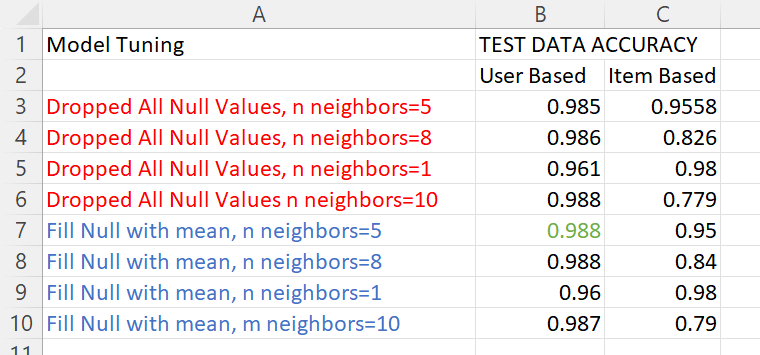 A B C
1 Model Tuning TEST DATA ACCURACY
2 User Based Item Based
3 Dropped All Null Values, n neighbors=5 0.985 0.9558
4 Dropped All Null Values, n neighbors=8 0.986 0.826
5 Dropped All Null Values, n neighbors=1 0.961 0.98
6 Dropped All Null Values n neighbors=10 0.988 0.779
7 Fill Null with mean, n neighbors=5 0.988 0.95
8 Fill Null with mean, n neighbors=8 0.988 0.84
9 Fill Null with mean, n neighbors=1 0.96 0.98
10 Fill Null with mean, m neighbors=10 0.987 0.79
11